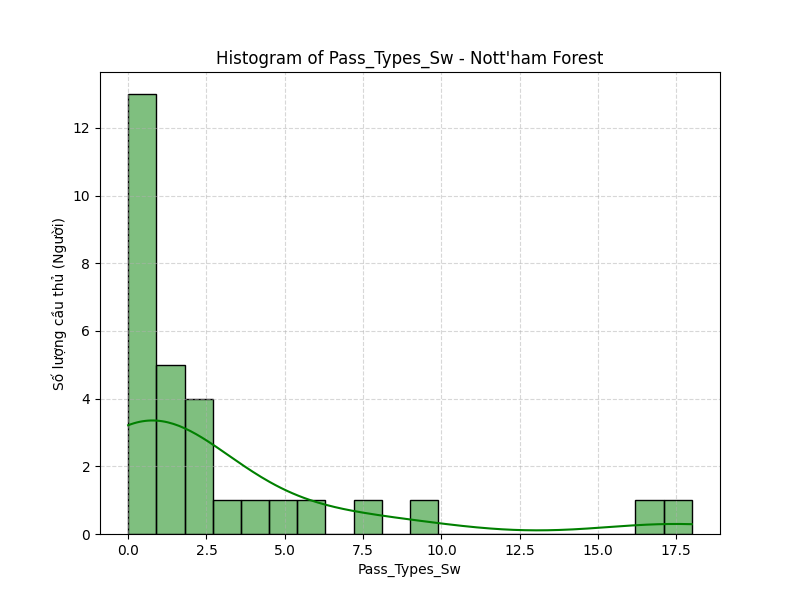 Histogram of Pass_Types_Sw - Nott'ham Forest
Số lượng cầu thủ (Người)
12
10
8
6
4
2
0
0.0 2.5 5.0 7.5 10.0 12.5 15.0 17.5
Pass_Types_Sw